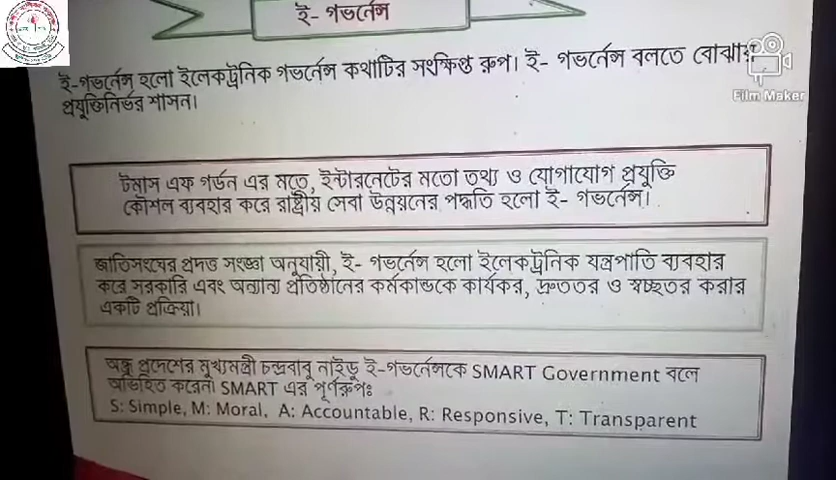 ই- গভর্নেন্স
ই-গভর্নেন্স হলো ইলেকট্রনিক গভর্নেন্স কথাটির সংক্ষিপ্ত রুপ। ই- গভর্নেন্স বলতে বোঝায়
প্রযুক্তিনির্ভর শাসন।
Film Maker
টমাস এফ গর্ডন এর মতে, ইন্টারনেটের মতো তথ্য ও যোগাযোগ প্রযুক্তি
কৌশল ব্যবহার করে রাষ্ট্রীয় সেবা উন্নয়নের পদ্ধতি হলো ই- গভর্নেন্স।
জাতিসংঘের প্রদত্ত সংজ্ঞা অনুযায়ী, ই- গভর্নেন্স হলো ইলেকট্রনিক যন্ত্রপাতি ব্যবহার
করে সরকারি এবং অন্যান্য প্রতিষ্ঠানের কর্মকান্ডকে কার্যকর, দ্রুততর ও স্বচ্ছতর করার
একটি প্রক্রিয়া।
অন্ধ্র প্রদেশের মুখ্যমন্ত্রী চন্দ্রবাবু নাইডু ই-গভর্নেন্সকে SMART Government বলে
অভিহিত করেন। SMART এর পূর্ণরুপঃ
S: Simple, M: Moral, A: Accountable, R: Responsive, T: Transparent